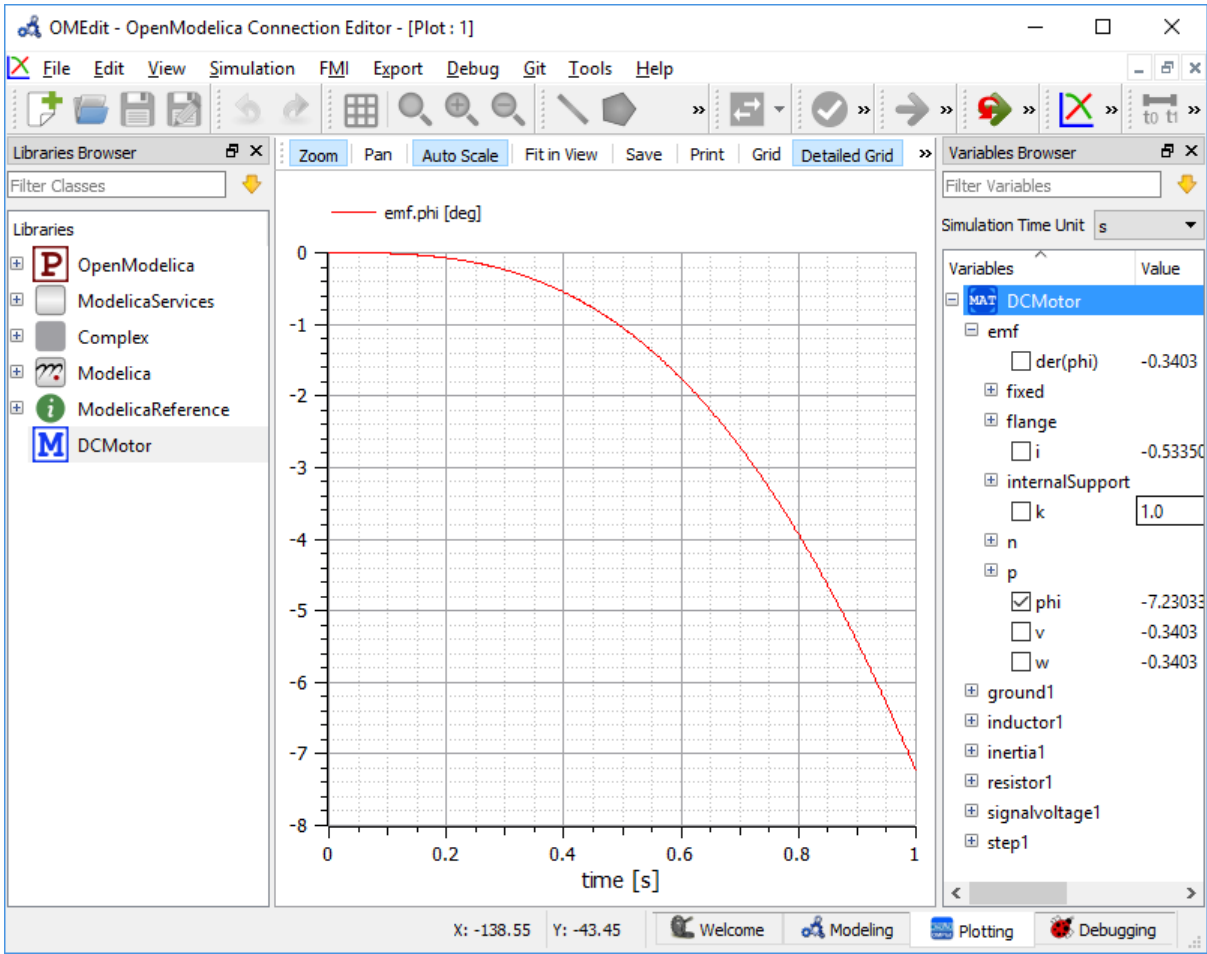 OMEdit - OpenModelica Connection Editor - [Plot : 1]
File Edit View Simulation FMI Export Debug Git Tools Help
» » » » » t0 t1 »
Libraries Browser
Filter Classes
Libraries
P OpenModelica
ModelicaServices
Complex
m Modelica
i ModelicaReference
M DCMotor
Zoom Pan Auto Scale Fit in View Save Print Grid Detailed Grid »
emf.phi [deg]
0
-1
-2
-3
-4
-5
-6
-7
-8
0 0.2 0.4 0.6 0.8 1
time [s]
Variables Browser
Filter Variables
Simulation Time Unit s
Variables Value
MAT DCMotor
emf
der(phi) -0.3403
fixed
flange
i -0.53350
internalSupport
k 1.0
n
p
phi -7.23033
v -0.3403
w -0.3403
ground1
inductor1
inertia1
resistor1
signalvoltage1
step1
X: -138.55 Y: -43.45 Welcome Modeling Plotting Debugging